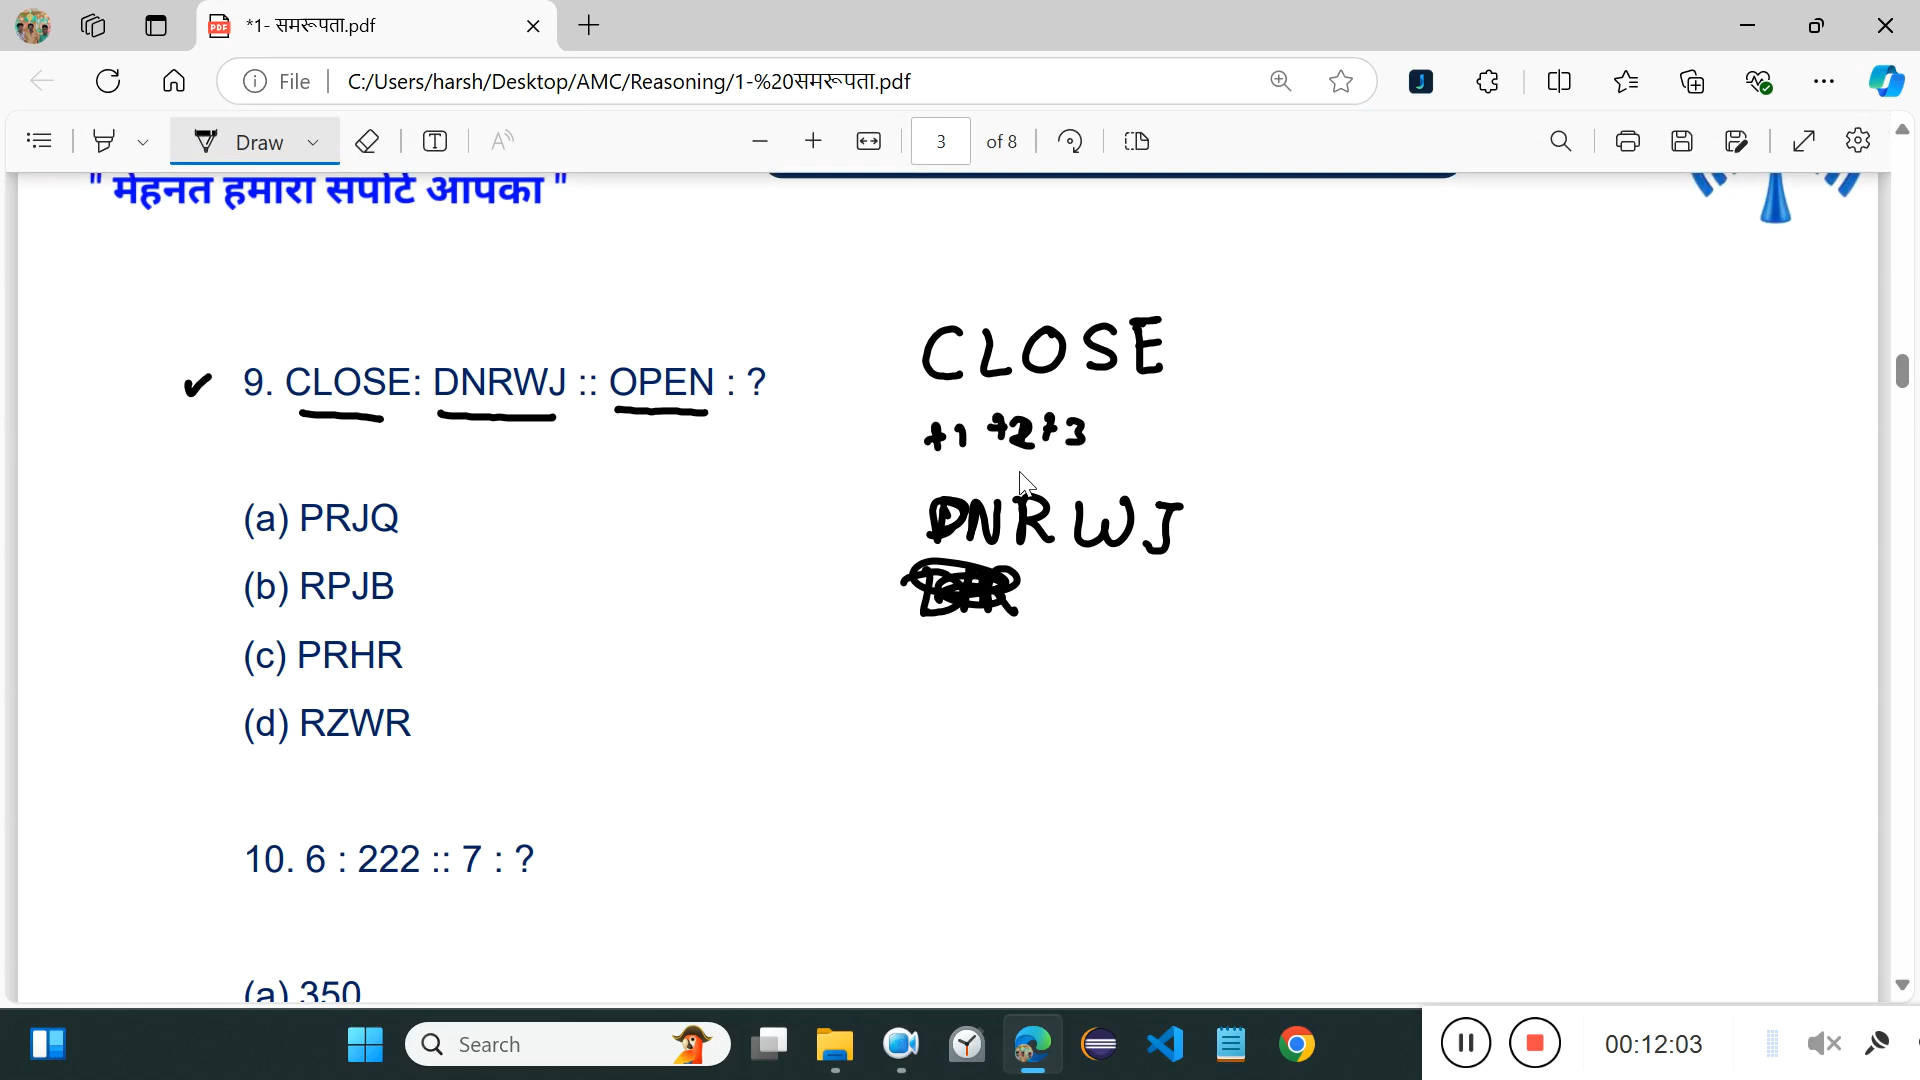 *1- समरूपता.pdf
File
C:/Users/harsh/Desktop/AMC/Reasoning/1-%20समरूपता.pdf
Draw
3 of 8
" मेहनत हमारा सपोर्ट आपका "
9. CLOSE: DNRWJ :: OPEN : ?
(a) PRJQ
(b) RPJB
(c) PRHR
(d) RZWR
10. 6 : 222 :: 7 : ?
(a) 350
CLOSE
+1 +2 +3
DNRWJ
Search
00:12:03